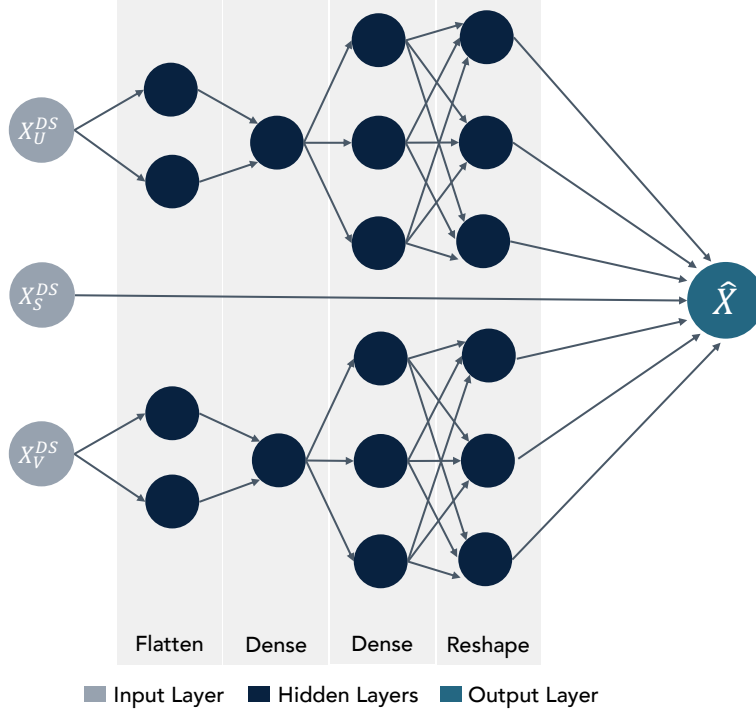 X_U^{DS}
X_S^{DS}
X̂
X_V^{DS}
Flatten Dense Dense Reshape
Input Layer Hidden Layers Output Layer